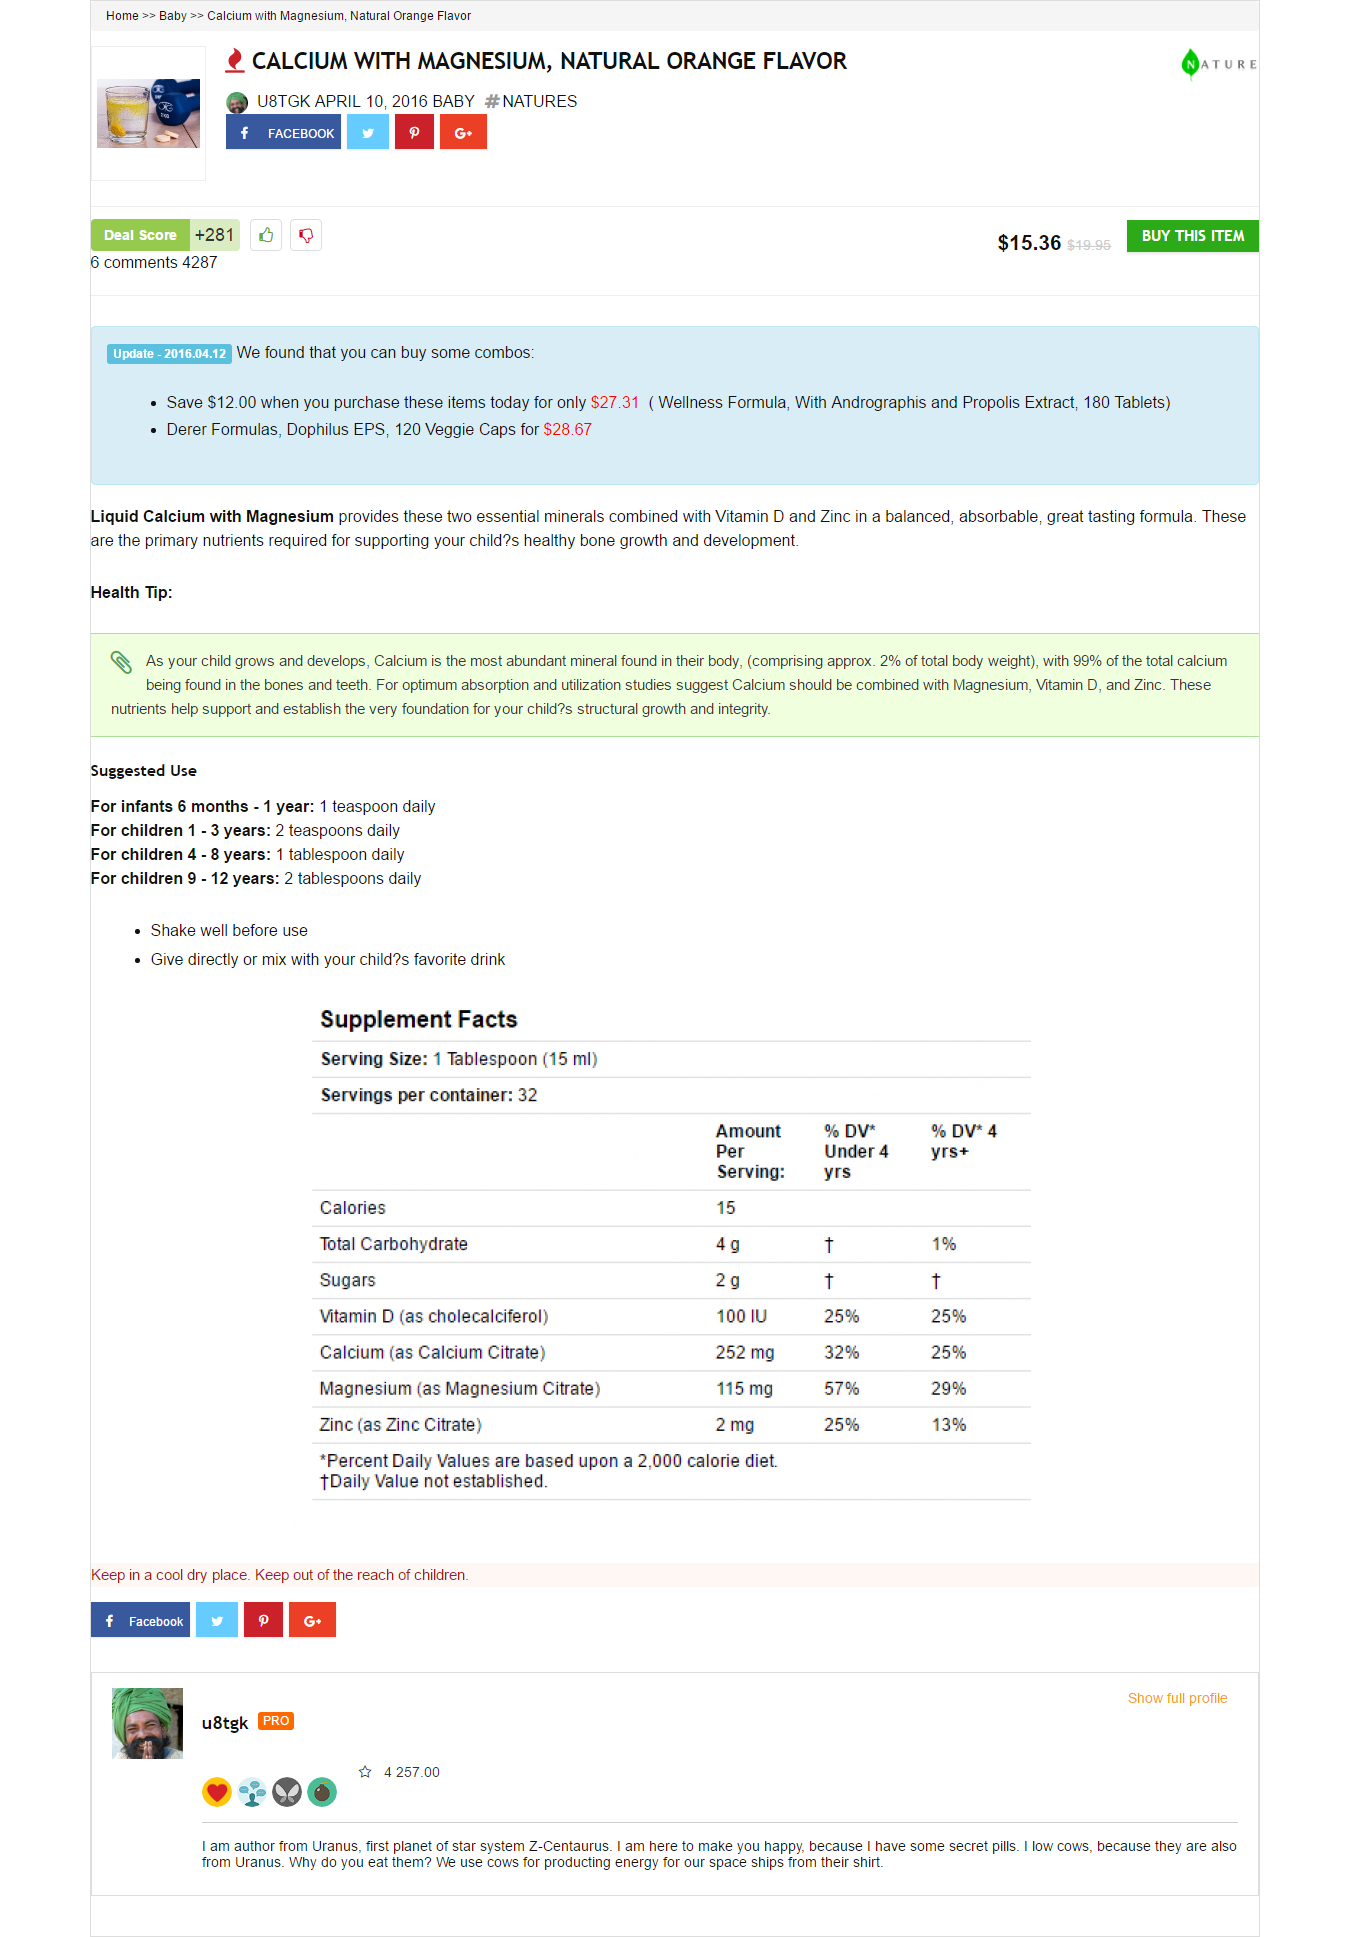 Home >> Baby >> Calcium with Magnesium, Natural Orange Flavor
CALCIUM WITH MAGNESIUM, NATURAL ORANGE FLAVOR
NATURE
U8TGK APRIL 10, 2016 BABY #NATURES
FACEBOOK
Deal Score +281
$15.36 $19.95 BUY THIS ITEM
6 comments 4287
Update - 2016.04.12 We found that you can buy some combos:
• Save $12.00 when you purchase these items today for only $27.31 ( Wellness Formula, With Andrographis and Propolis Extract, 180 Tablets)
• Derer Formulas, Dophilus EPS, 120 Veggie Caps for $28.67
Liquid Calcium with Magnesium provides these two essential minerals combined with Vitamin D and Zinc in a balanced, absorbable, great tasting formula. These
are the primary nutrients required for supporting your child?s healthy bone growth and development.
Health Tip:
As your child grows and develops, Calcium is the most abundant mineral found in their body, (comprising approx. 2% of total body weight), with 99% of the total calcium
being found in the bones and teeth. For optimum absorption and utilization studies suggest Calcium should be combined with Magnesium, Vitamin D, and Zinc. These
nutrients help support and establish the very foundation for your child?s structural growth and integrity.
Suggested Use
For infants 6 months - 1 year: 1 teaspoon daily
For children 1 - 3 years: 2 teaspoons daily
For children 4 - 8 years: 1 tablespoon daily
For children 9 - 12 years: 2 tablespoons daily
• Shake well before use
• Give directly or mix with your child?s favorite drink
Supplement Facts
Serving Size: 1 Tablespoon (15 ml)
Servings per container: 32
Amount Per Serving: % DV* Under 4 yrs % DV* 4 yrs+
Calories 15
Total Carbohydrate 4 g † 1%
Sugars 2 g † †
Vitamin D (as cholecalciferol) 100 IU 25% 25%
Calcium (as Calcium Citrate) 252 mg 32% 25%
Magnesium (as Magnesium Citrate) 115 mg 57% 29%
Zinc (as Zinc Citrate) 2 mg 25% 13%
*Percent Daily Values are based upon a 2,000 calorie diet.
†Daily Value not established.
Keep in a cool dry place. Keep out of the reach of children.
Facebook
Show full profile
u8tgk PRO
4 257.00
I am author from Uranus, first planet of star system Z-Centaurus. I am here to make you happy, because I have some secret pills. I low cows, because they are also
from Uranus. Why do you eat them? We use cows for producing energy for our space ships from their shirt.